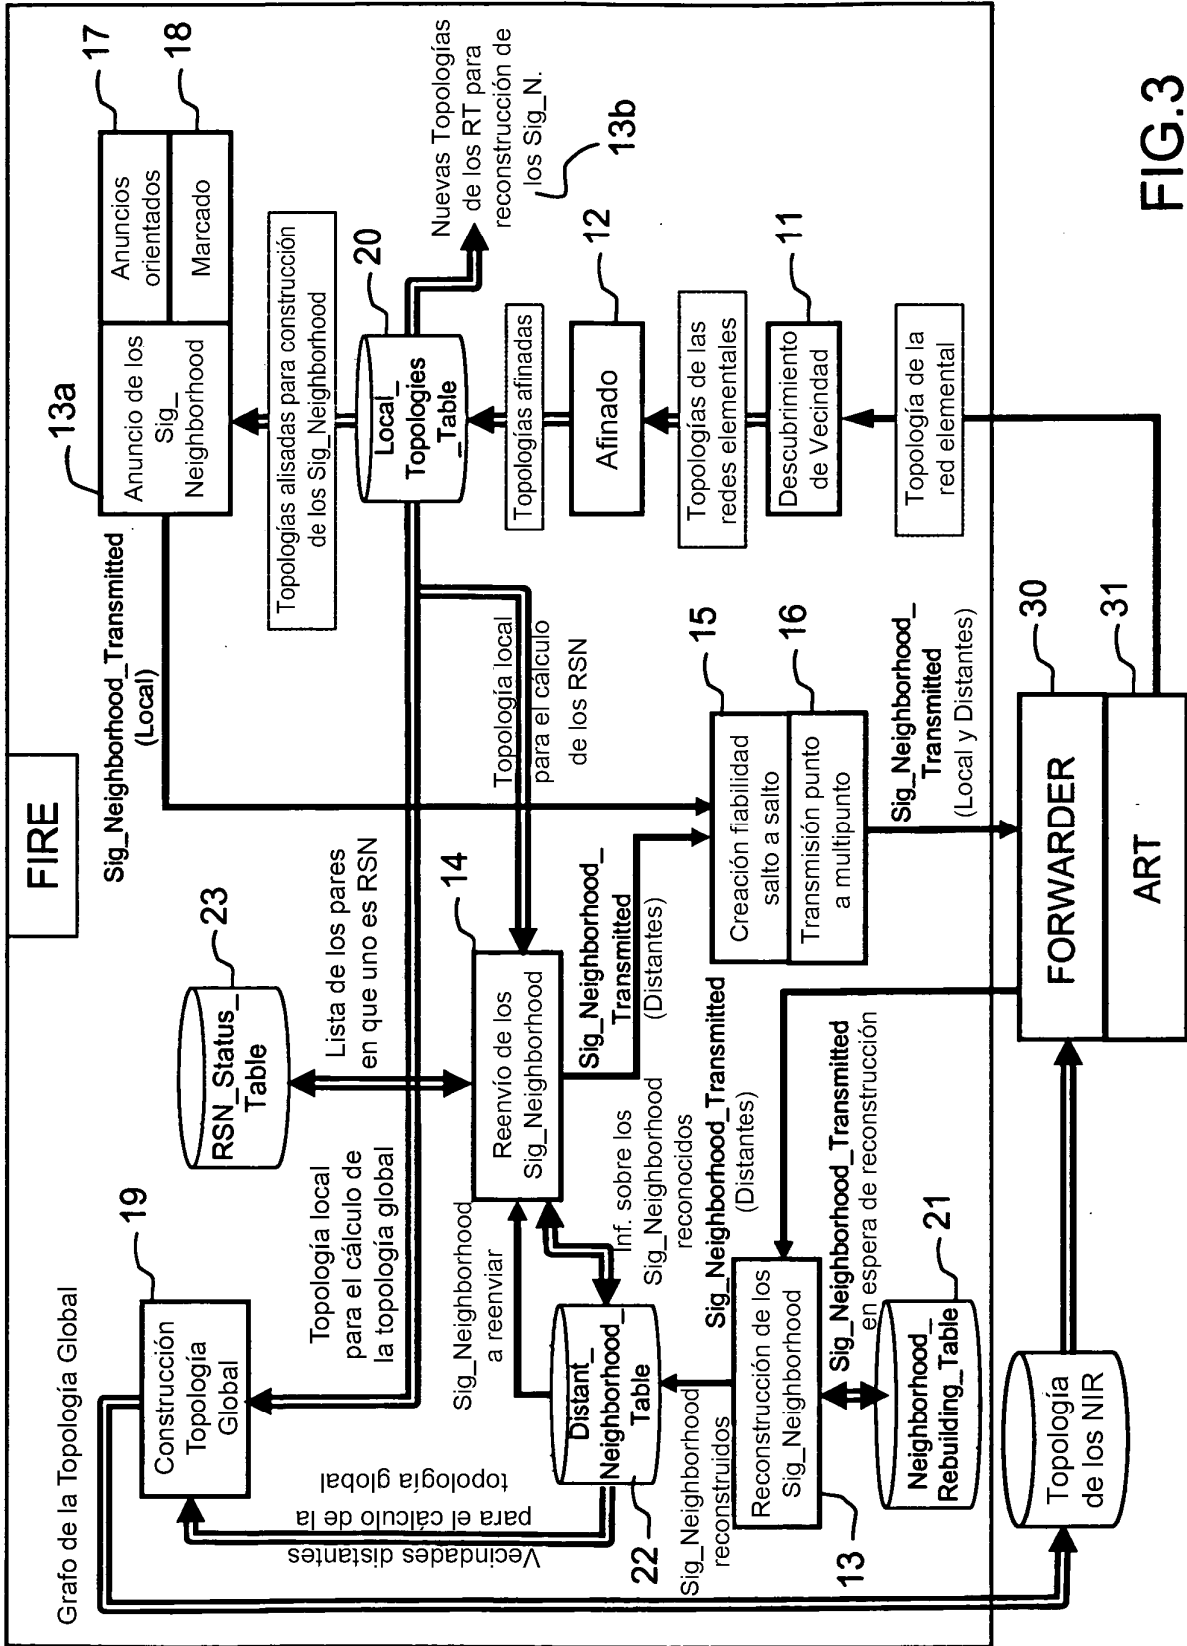 FIRE
Grafo de la Topología Global
19
Construcción
Topología
Global
Vecindades distantes
para el cálculo de la
topología global
Topología local
para el cálculo de
la topología global
23
RSN_Status_
Table
Lista de los pares
en que uno es RSN
Sig_Neighborhood_Transmitted
(Local)
13a
Anuncio de los
Sig_
Neighborhood
Anuncios
orientados
17
Marcado
18
Topologías alisadas para construcción
de los Sig_Neighborhood
20
Local_
Topologies
_Table
Nuevas Topologías
de los RT para
reconstrucción de
los Sig_N.
13b
Topologías afinadas
12
Afinado
Topologías de las
redes elementales
11
Descubrimiento
de Vecindad
Topología de la
red elemental
Topología local
para el cálculo
de los RSN
14
Reenvío de los
Sig_Neighborhood
Sig_Neighborhood
a reenviar
Inf. sobre los
Sig_Neighborhood
reconocidos
Distant_
Neighborhood_
Table
22
Sig_Neighborhood
reconstruidos
Sig_Neighborhood_
Transmitted
(Distantes)
15
Creación fiabilidad
salto a salto
16
Transmisión punto
a multipunto
Sig_Neighborhood_
Transmitted
(Local y Distantes)
Sig_Neighborhood_Transmitted
(Distantes)
Reconstrucción de los
Sig_Neighborhood
13
Sig_Neighborhood_Transmitted
en espera de reconstrucción
21
Neighborhood_
Rebuilding_Table
Topología
de los NIR
FORWARDER
30
ART
31
FIG.3